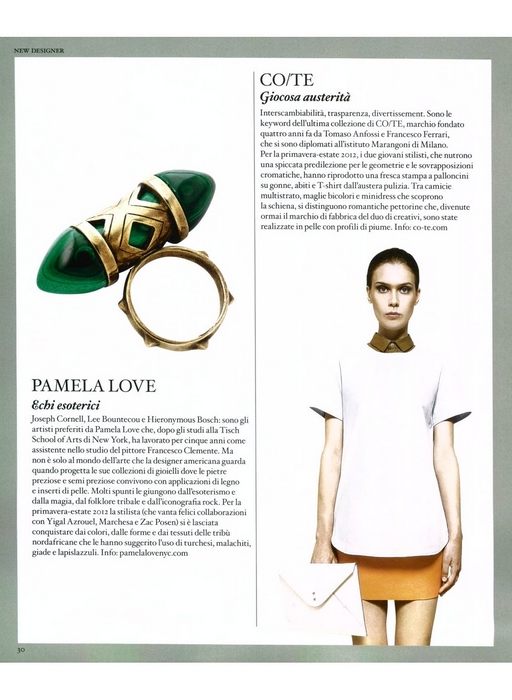 NEW DESIGNER
CO/TE
Giocosa austerità
Interscambiabilità, trasparenza, divertissement. Sono le
keyword dell'ultima collezione di CO/TE, marchio fondato
quattro anni fa da Tomaso Anfossi e Francesco Ferrari,
che si sono diplomati all'istituto Marangoni di Milano.
Per la primavera-estate 2012, i due giovani stilisti, che nutrono
una spiccata predilezione per le geometrie e le sovrapposizioni
cromatiche, hanno riprodotto una fresca stampa a palloncini
su gonne, abiti e T-shirt dall'austera pulizia. Tra camicie
multistrato, maglie bicolori e minidress che scoprono
la schiena, si distinguono romantiche pettorine che, divenute
ormai il marchio di fabbrica del duo di creativi, sono state
realizzate in pelle con profili di piume. Info: co-te.com
PAMELA LOVE
Echi esoterici
Joseph Cornell, Lee Bountecou e Hieronymous Bosch: sono gli
artisti preferiti da Pamela Love che, dopo gli studi alla Tisch
School of Arts di New York, ha lavorato per cinque anni come
assistente nello studio del pittore Francesco Clemente. Ma
non è solo al mondo dell'arte che la designer americana guarda
quando progetta le sue collezioni di gioielli dove le pietre
preziose e semi preziose convivono con applicazioni di legno
e inserti di pelle. Molti spunti le giungono dall'esoterismo e
dalla magia, dal folklore tribale e dall'iconografia rock. Per la
primavera-estate 2012 la stilista (che vanta felici collaborazioni
con Yigal Azrouel, Marchesa e Zac Posen) si è lasciata
conquistare dai colori, dalle forme e dai tessuti delle tribù
nordafricane che le hanno suggerito l'uso di turchesi, malachiti,
giade e lapislazzuli. Info: pamelalovenyc.com
30